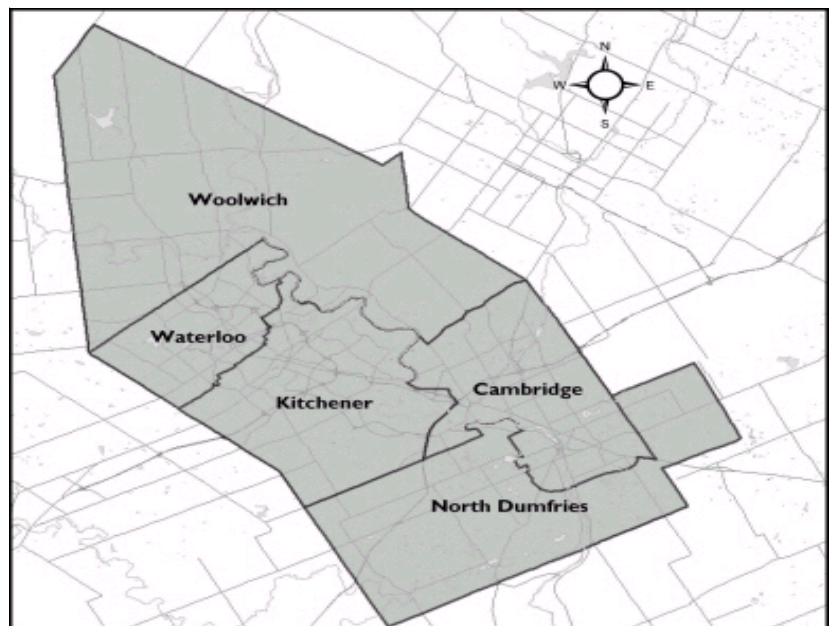 N
W E
S
Woolwich
Waterloo
Kitchener
Cambridge
North Dumfries